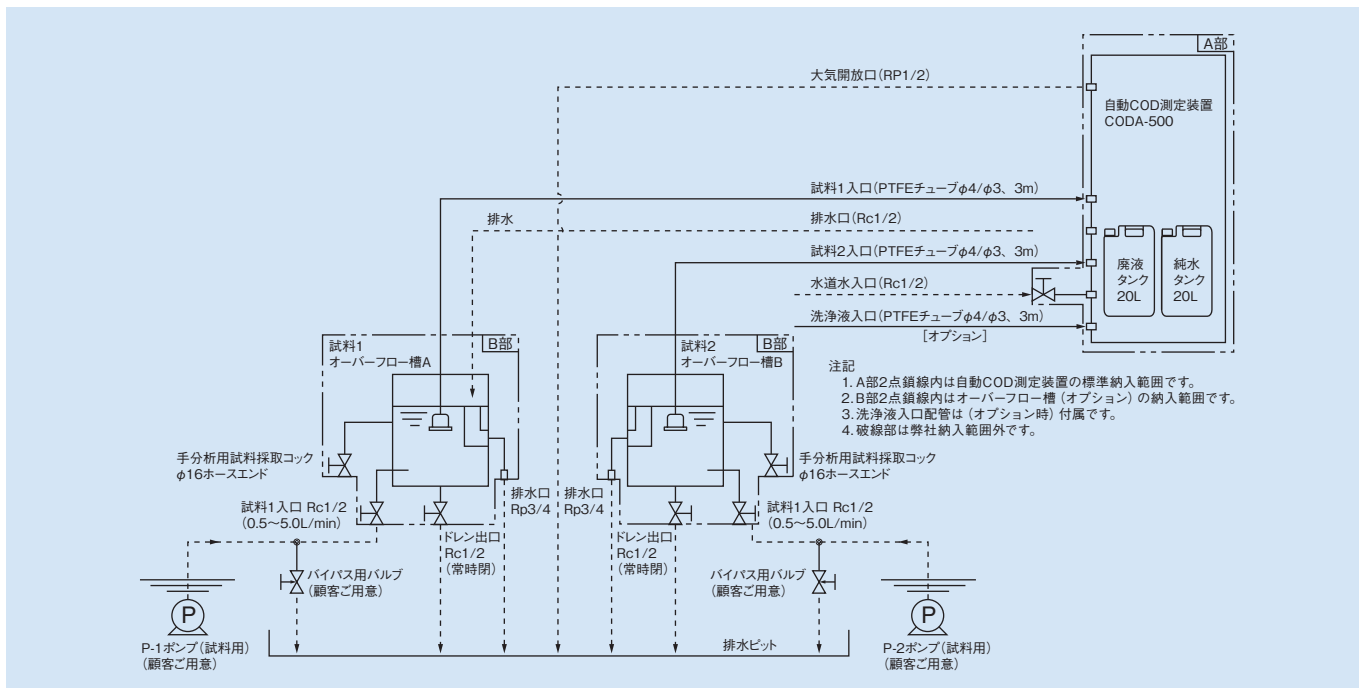 A部
大気開放口(RP1/2)
自動COD測定装置
CODA-500
試料1入口(PTFEチューブφ4/φ3、3m)
排水
排水口(Rc1/2)
試料2入口(PTFEチューブφ4/φ3、3m)
廃液
タンク
20L
純水
タンク
20L
水道水入口(Rc1/2)
洗浄液入口(PTFEチューブφ4/φ3、3m)
[オプション]
試料1
オーバーフロー槽A
B部
試料2
オーバーフロー槽B
B部
注記
1. A部2点鎖線内は自動COD測定装置の標準納入範囲です。
2. B部2点鎖線内はオーバーフロー槽(オプション)の納入範囲です。
3. 洗浄液入口配管は(オプション時)付属です。
4. 破線部は弊社納入範囲外です。
手分析用試料採取コック
φ16ホースエンド
手分析用試料採取コック
φ16ホースエンド
試料1入口 Rc1/2
(0.5~5.0L/min)
排水口
Rp3/4
排水口
Rp3/4
試料1入口 Rc1/2
(0.5~5.0L/min)
ドレン出口
Rc1/2
(常時閉)
ドレン出口
Rc1/2
(常時閉)
バイパス用バルブ
(顧客ご用意)
バイパス用バルブ
(顧客ご用意)
P
P
P-1ポンプ(試料用)
(顧客ご用意)
排水ピット
P-2ポンプ(試料用)
(顧客ご用意)